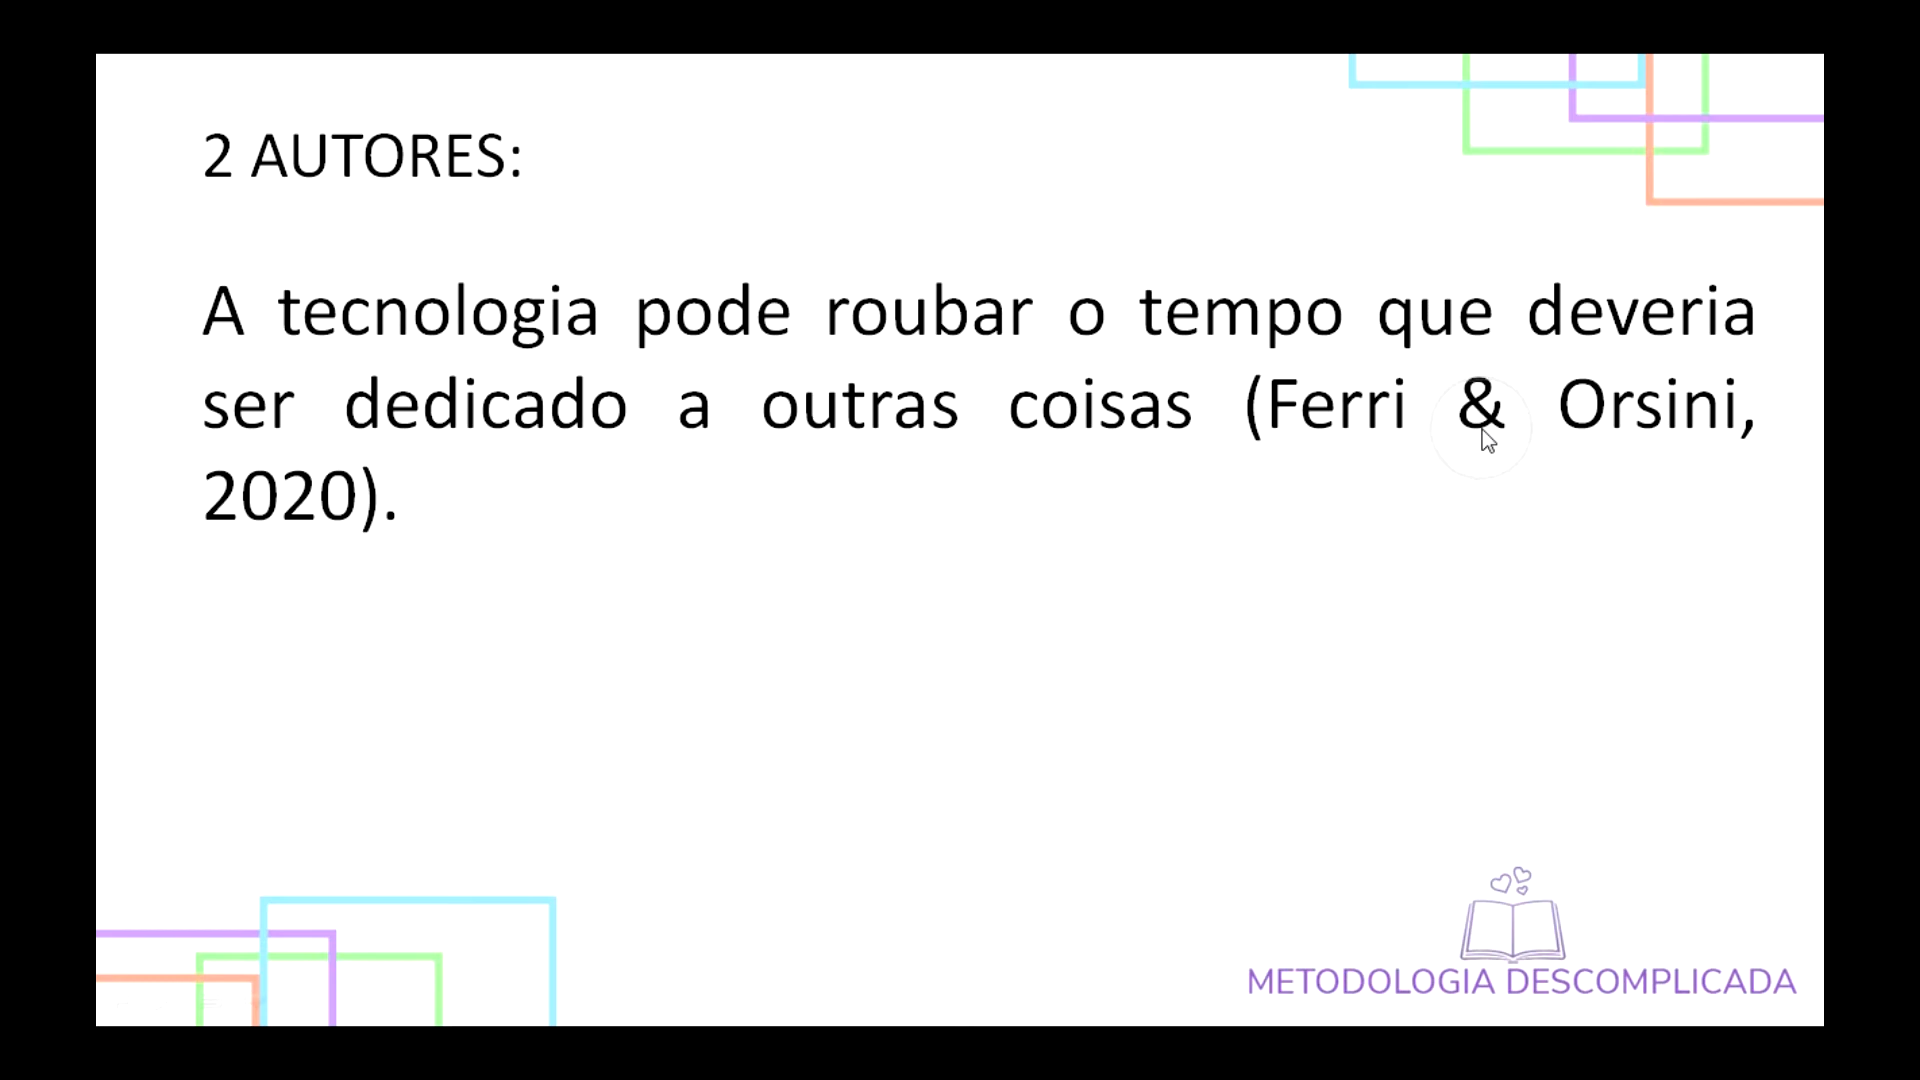 2 AUTORES:
A tecnologia pode roubar o tempo que deveria
ser dedicado a outras coisas (Ferri & Orsini,
2020).
METODOLOGIA DESCOMPLICADA